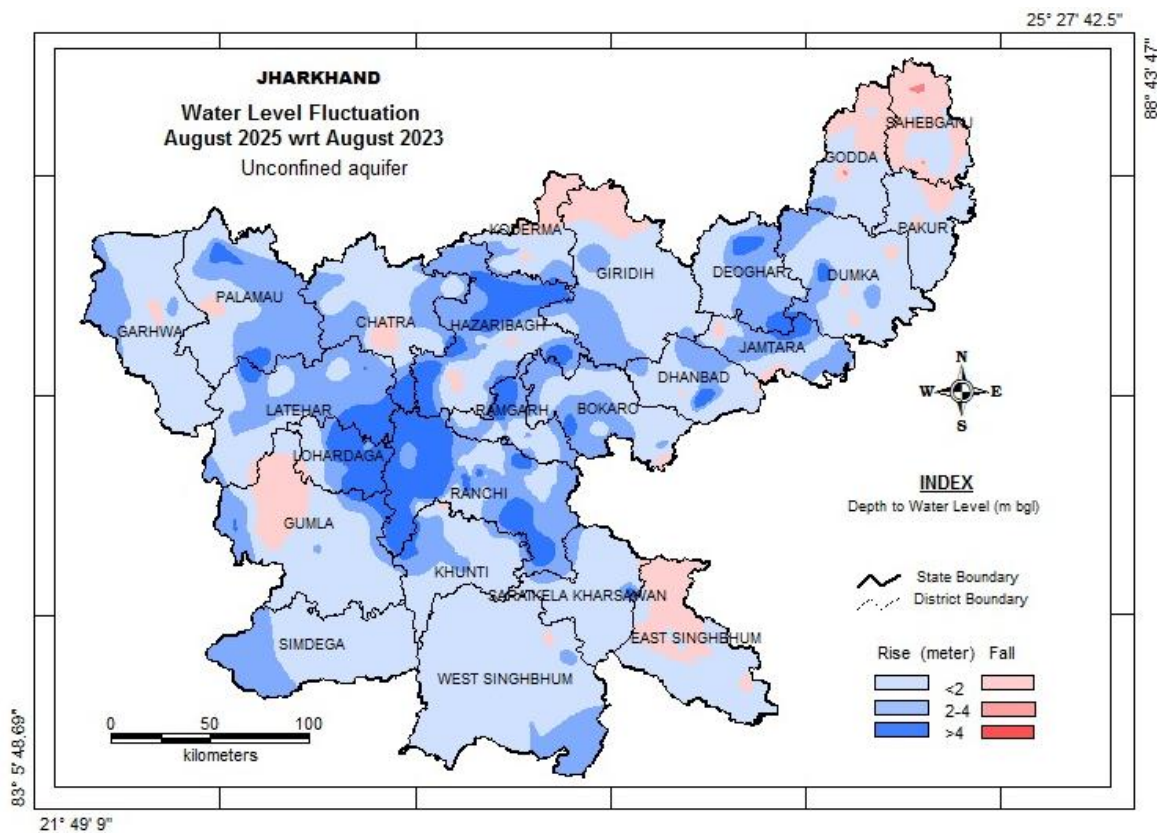 25° 27' 42.5"
88° 43' 47"
JHARKHAND
Water Level Fluctuation
August 2025 wrt August 2023
Unconfined aquifer
SAHEBGANJ
GODDA
PAKUR
KODERMA
GIRIDIH
DEOGHAR
DUMKA
PALAMAU
GARHWA
CHATRA
HAZARIBAGH
JAMTARA
DHANBAD
LATEHAR
RAMGARH
BOKARO
LOHARDAGA
RANCHI
GUMLA
KHUNTI
SARAIKELA KHARSAWAN
EAST SINGHBHUM
SIMDEGA
WEST SINGHBHUM
N
W E
S
INDEX
Depth to Water Level (m bgl)
State Boundary
District Boundary
Rise (meter) Fall
<2
2-4
>4
0 50 100
kilometers
83° 5' 48.69"
21° 49' 9"